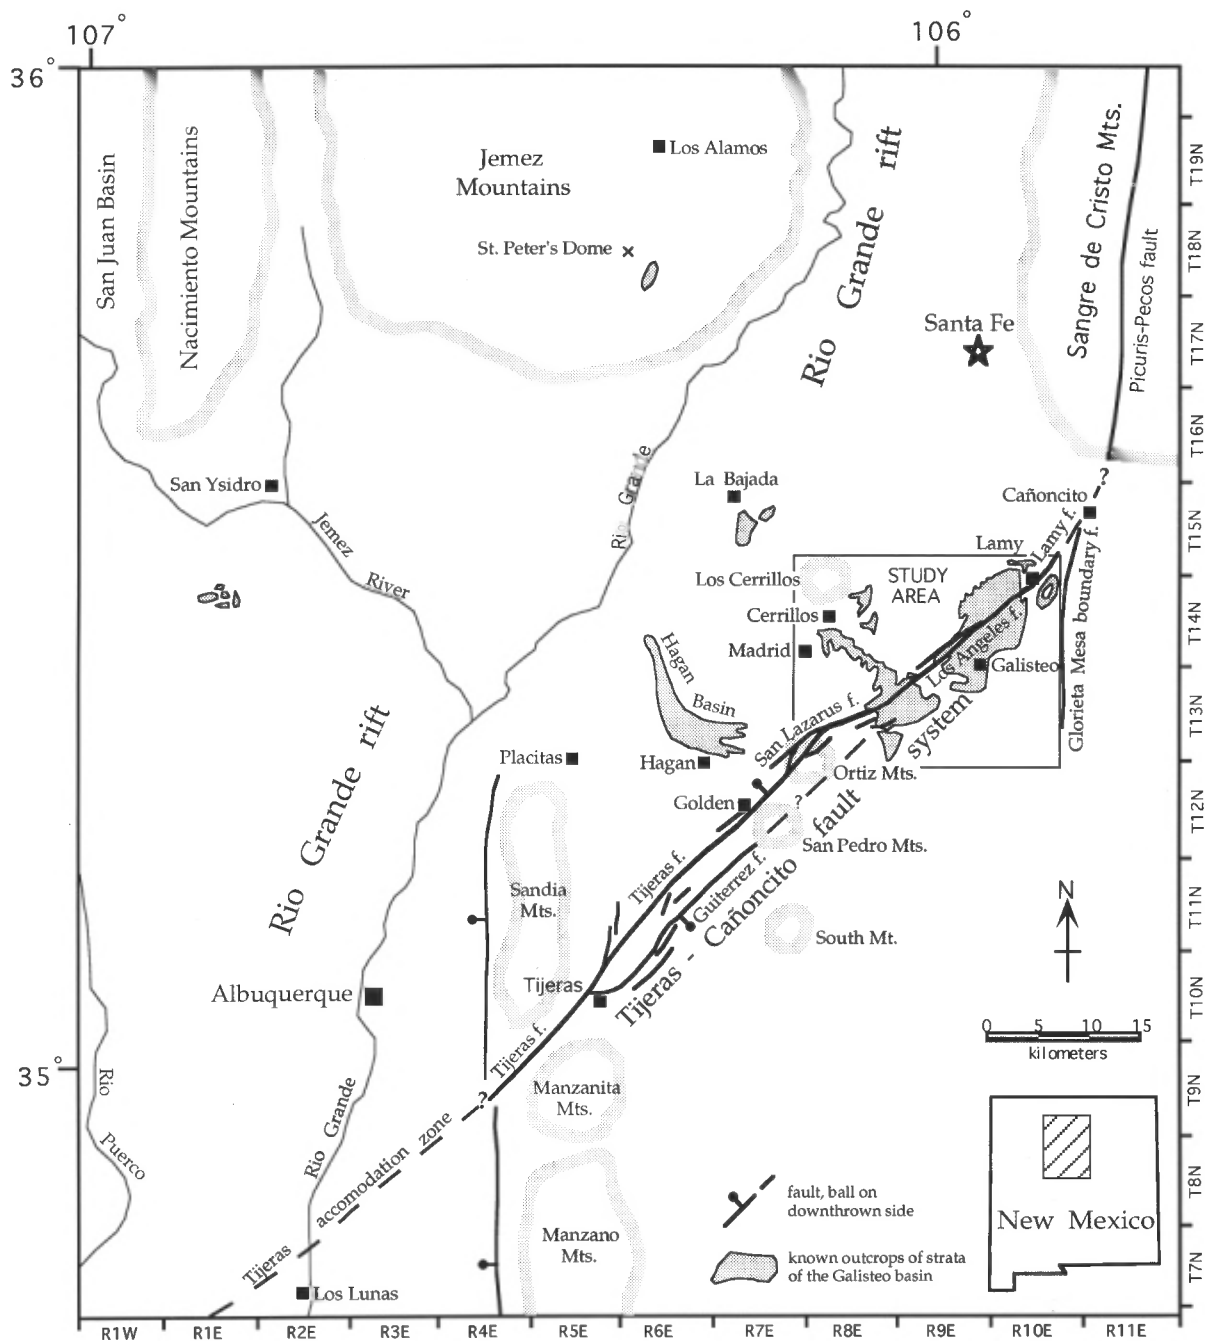 107°
106°
36°
San Juan Basin
Nacimiento Mountains
Jemez
Mountains
Los Alamos
St. Peter's Dome
Rio Grande rift
Sangre de Cristo Mts.
Picuris-Pecos fault
Santa Fe
T19N
T18N
T17N
T16N
T15N
T14N
T13N
T12N
T11N
T10N
T9N
T8N
T7N
San Ysidro
Jemez
River
Rio Grande
La Bajada
?
Cañoncito
Lamy
Lamy f.
Los Cerrillos
STUDY
AREA
Cerrillos
Madrid
Los Angeles f.
Galisteo
Glorieta Mesa boundary f.
Hagan
Basin
San Lazarus f.
Placitas
Hagan
Ortiz Mts.
Golden
?
San Pedro Mts.
Rio Grande rift
Sandia
Mts.
Tijeras f.
Guiterrez f.
Tijeras - Cañoncito fault system
South Mt.
N
Albuquerque
Tijeras
Tijeras f.
0 5 10 15
kilometers
35°
?
Manzanita
Mts.
Rio
Puerco
Rio Grande
Tijeras accomodation zone
Manzano
Mts.
fault, ball on
downthrown side
known outcrops of strata
of the Galisteo basin
New Mexico
Los Lunas
R1W R1E R2E R3E R4E R5E R6E R7E R8E R9E R10E R11E